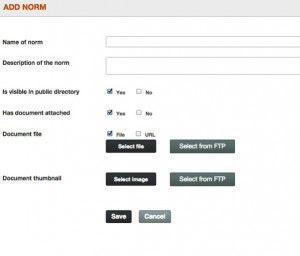 ADD NORM
Name of norm
Description of the norm
Is visible in public directory Yes No
Has document attached Yes No
Document file File URL
Select file Select from FTP
Document thumbnail Select image Select from FTP
Save Cancel